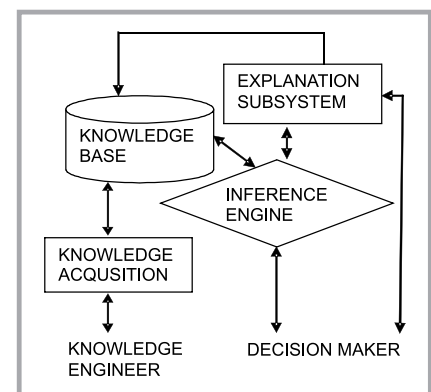 EXPLANATION
SUBSYSTEM
KNOWLEDGE
BASE
INFERENCE
ENGINE
KNOWLEDGE
ACQUSITION
KNOWLEDGE
ENGINEER
DECISION MAKER